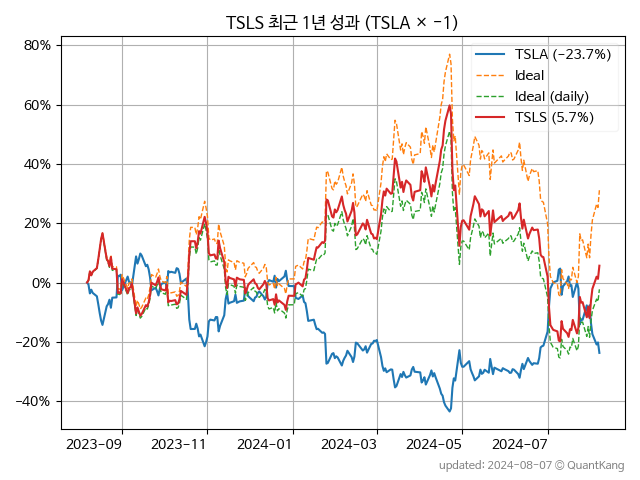 TSLS 최근 1년 성과 (TSLA × −1)
80%
60%
40%
20%
0%
−20%
−40%
TSLA (−23.7%)
Ideal
Ideal (daily)
TSLS (5.7%)
2023-09
2023-11
2024-01
2024-03
2024-05
2024-07
updated: 2024-08-07 © QuantKang